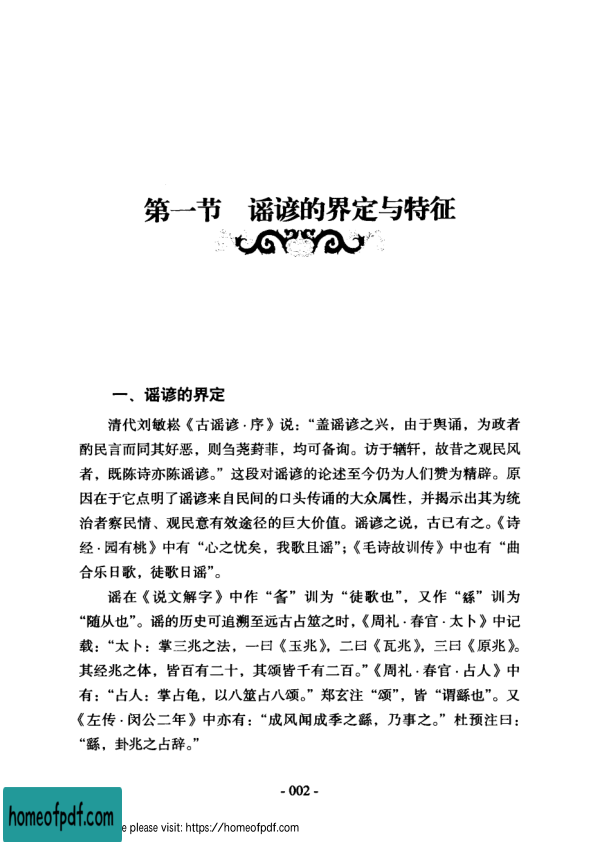 第一节 谣谚的界定与特征
一、谣谚的界定
清代刘敏崧《古谣谚·序》说：“盖谣谚之兴，由于舆诵，为政者
酌民言而同其好恶，则刍荛葑菲，均可备询。访于輶轩，故昔之观民风
者，既陈诗亦陈谣谚。”这段对谣谚的论述至今仍为人们赞为精辟。原
因在于它点明了谣谚来自民间的口头传诵的大众属性，并揭示出其为统
治者察民情、观民意有效途径的巨大价值。谣谚之说，古已有之。《诗
经·园有桃》中有“心之忧矣，我歌且谣”；《毛诗故训传》中也有“曲
合乐日歌，徒歌日谣”。
谣在《说文解字》中作“䚻”训为“徒歌也”，又作“繇”训为
“随从也”。谣的历史可追溯至远古占筮之时，《周礼·春官·太卜》中记
载：“太卜：掌三兆之法，一曰《玉兆》，二曰《瓦兆》，三曰《原兆》。
其经兆之体，皆百有二十，其颂皆千有二百。”《周礼·春官·占人》中
有：“占人：掌占龟，以八筮占八颂。”郑玄注“颂”，皆“谓繇也”。又
《左传·闵公二年》中亦有：“成风闻成季之繇，乃事之。”杜预注曰：
“繇，卦兆之占辞。”
- 002 -
homeofpdf.com
e please visit: https://homeofpdf.com